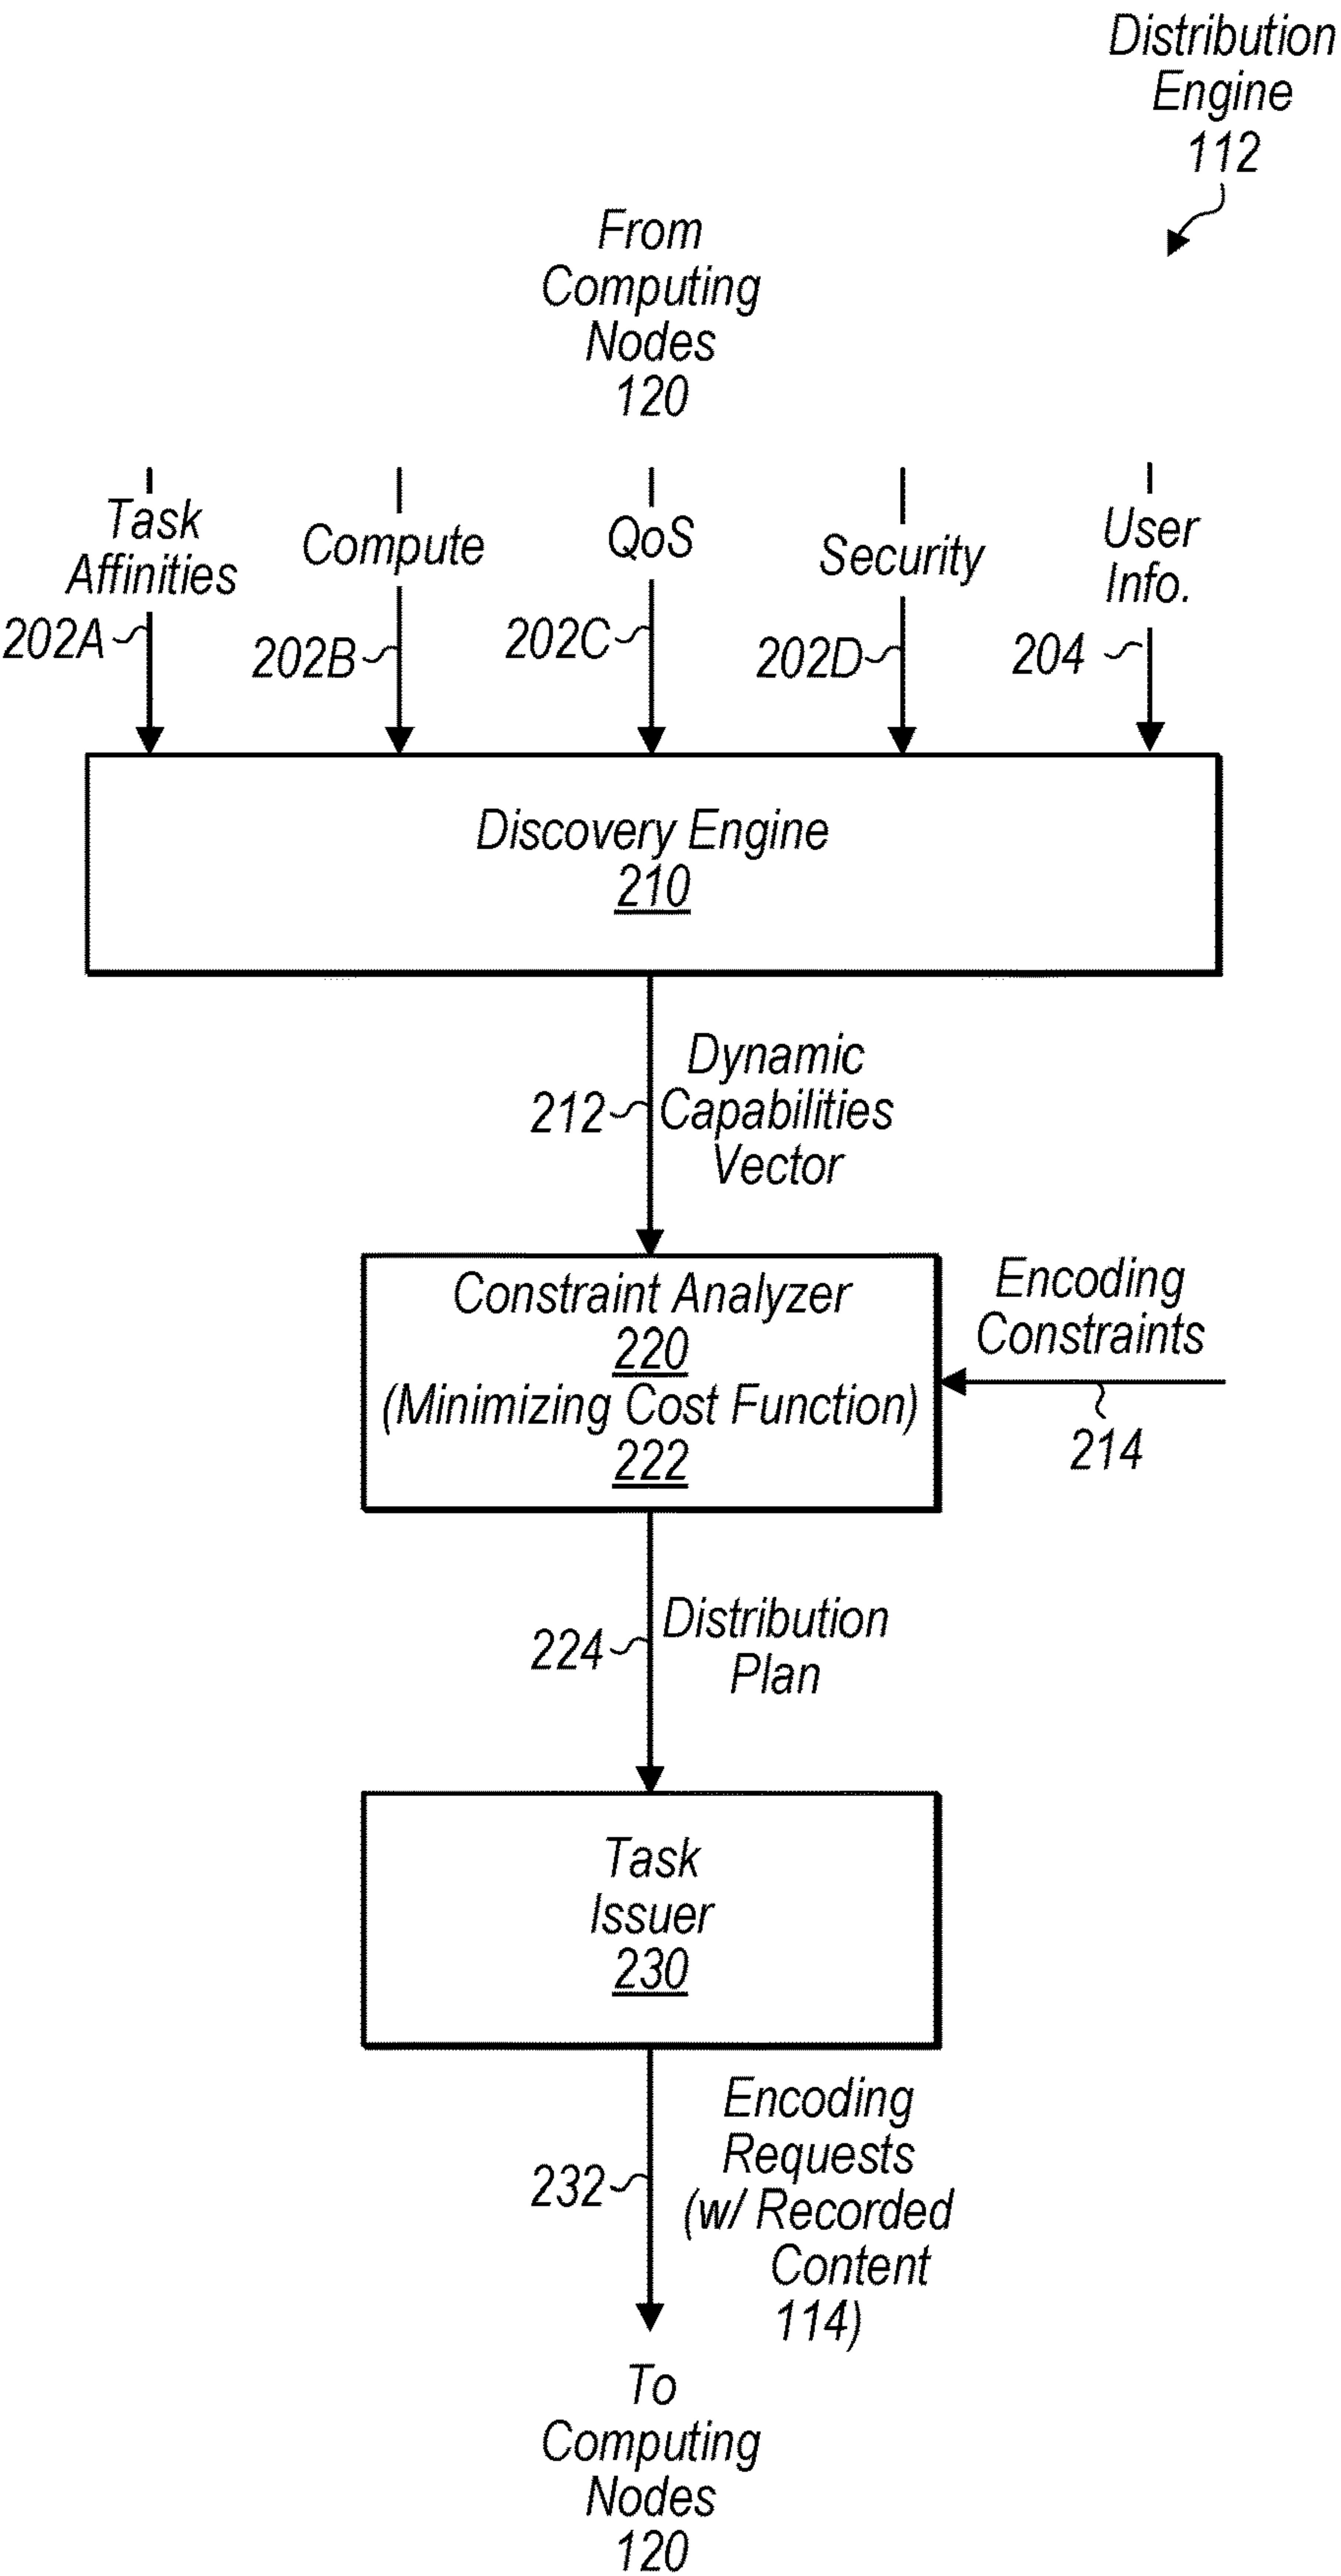 Distribution
Engine
112
From
Computing
Nodes
120
Task
Affinities
202A
Compute
202B
QoS
202C
Security
202D
User
Info.
204
Discovery Engine
210
212
Dynamic
Capabilities
Vector
Constraint Analyzer
220
(Minimizing Cost Function)
222
Encoding
Constraints
214
224
Distribution
Plan
Task
Issuer
230
232
Encoding
Requests
(w/ Recorded
Content
114)
To
Computing
Nodes
120